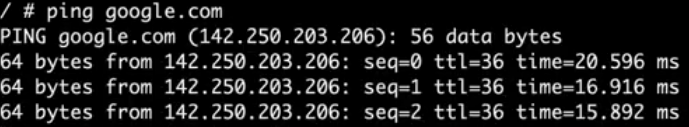 / # ping google.com
PING google.com (142.250.203.206): 56 data bytes
64 bytes from 142.250.203.206: seq=0 ttl=36 time=20.596 ms
64 bytes from 142.250.203.206: seq=1 ttl=36 time=16.916 ms
64 bytes from 142.250.203.206: seq=2 ttl=36 time=15.892 ms